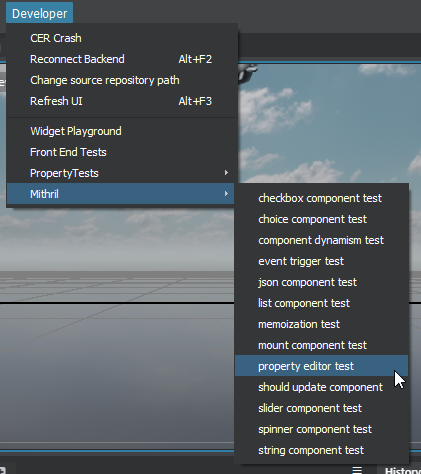 Developer
CER Crash
Reconnect Backend Alt+F2
Change source repository path
Refresh UI Alt+F3
Widget Playground
Front End Tests
PropertyTests
Mithril
checkbox component test
choice component test
component dynamism test
event trigger test
json component test
list component test
memoization test
mount component test
property editor test
should update component
slider component test
spinner component test
string component test